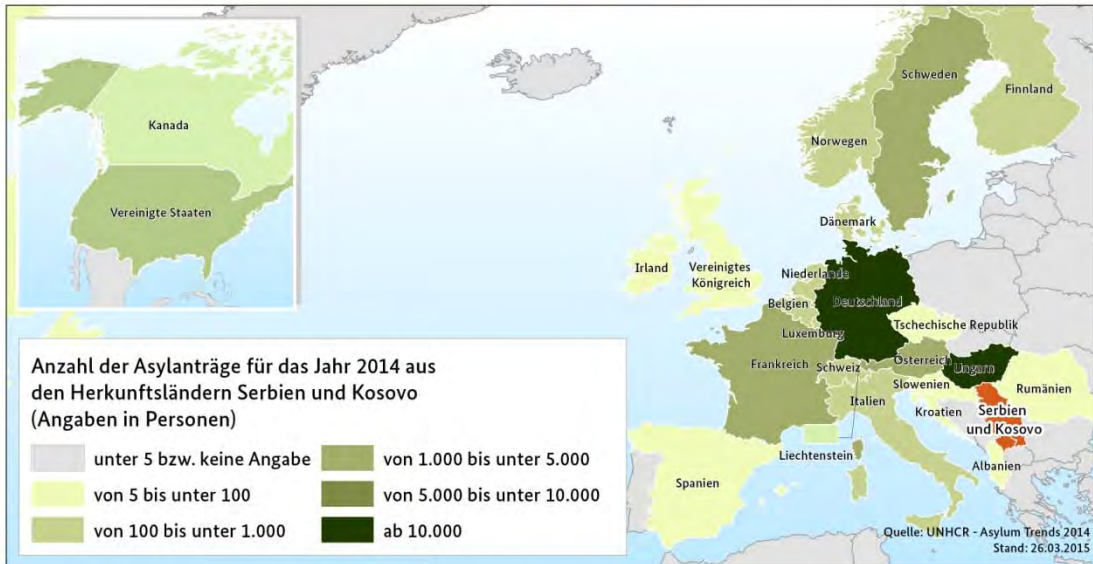 Kanada
Vereinigte Staaten
Schweden
Finnland
Norwegen
Dänemark
Irland
Vereinigtes
Königreich
Niederlande
Belgien
Deutschland
Luxemburg
Tschechische Republik
Frankreich
Schweiz
Österreich
Ungarn
Slowenien
Rumänien
Italien
Kroatien
Serbien
und Kosovo
Liechtenstein
Albanien
Spanien
Anzahl der Asylanträge für das Jahr 2014 aus
den Herkunftsländern Serbien und Kosovo
(Angaben in Personen)
unter 5 bzw. keine Angabe
von 5 bis unter 100
von 100 bis unter 1.000
von 1.000 bis unter 5.000
von 5.000 bis unter 10.000
ab 10.000
Quelle: UNHCR - Asylum Trends 2014
Stand: 26.03.2015